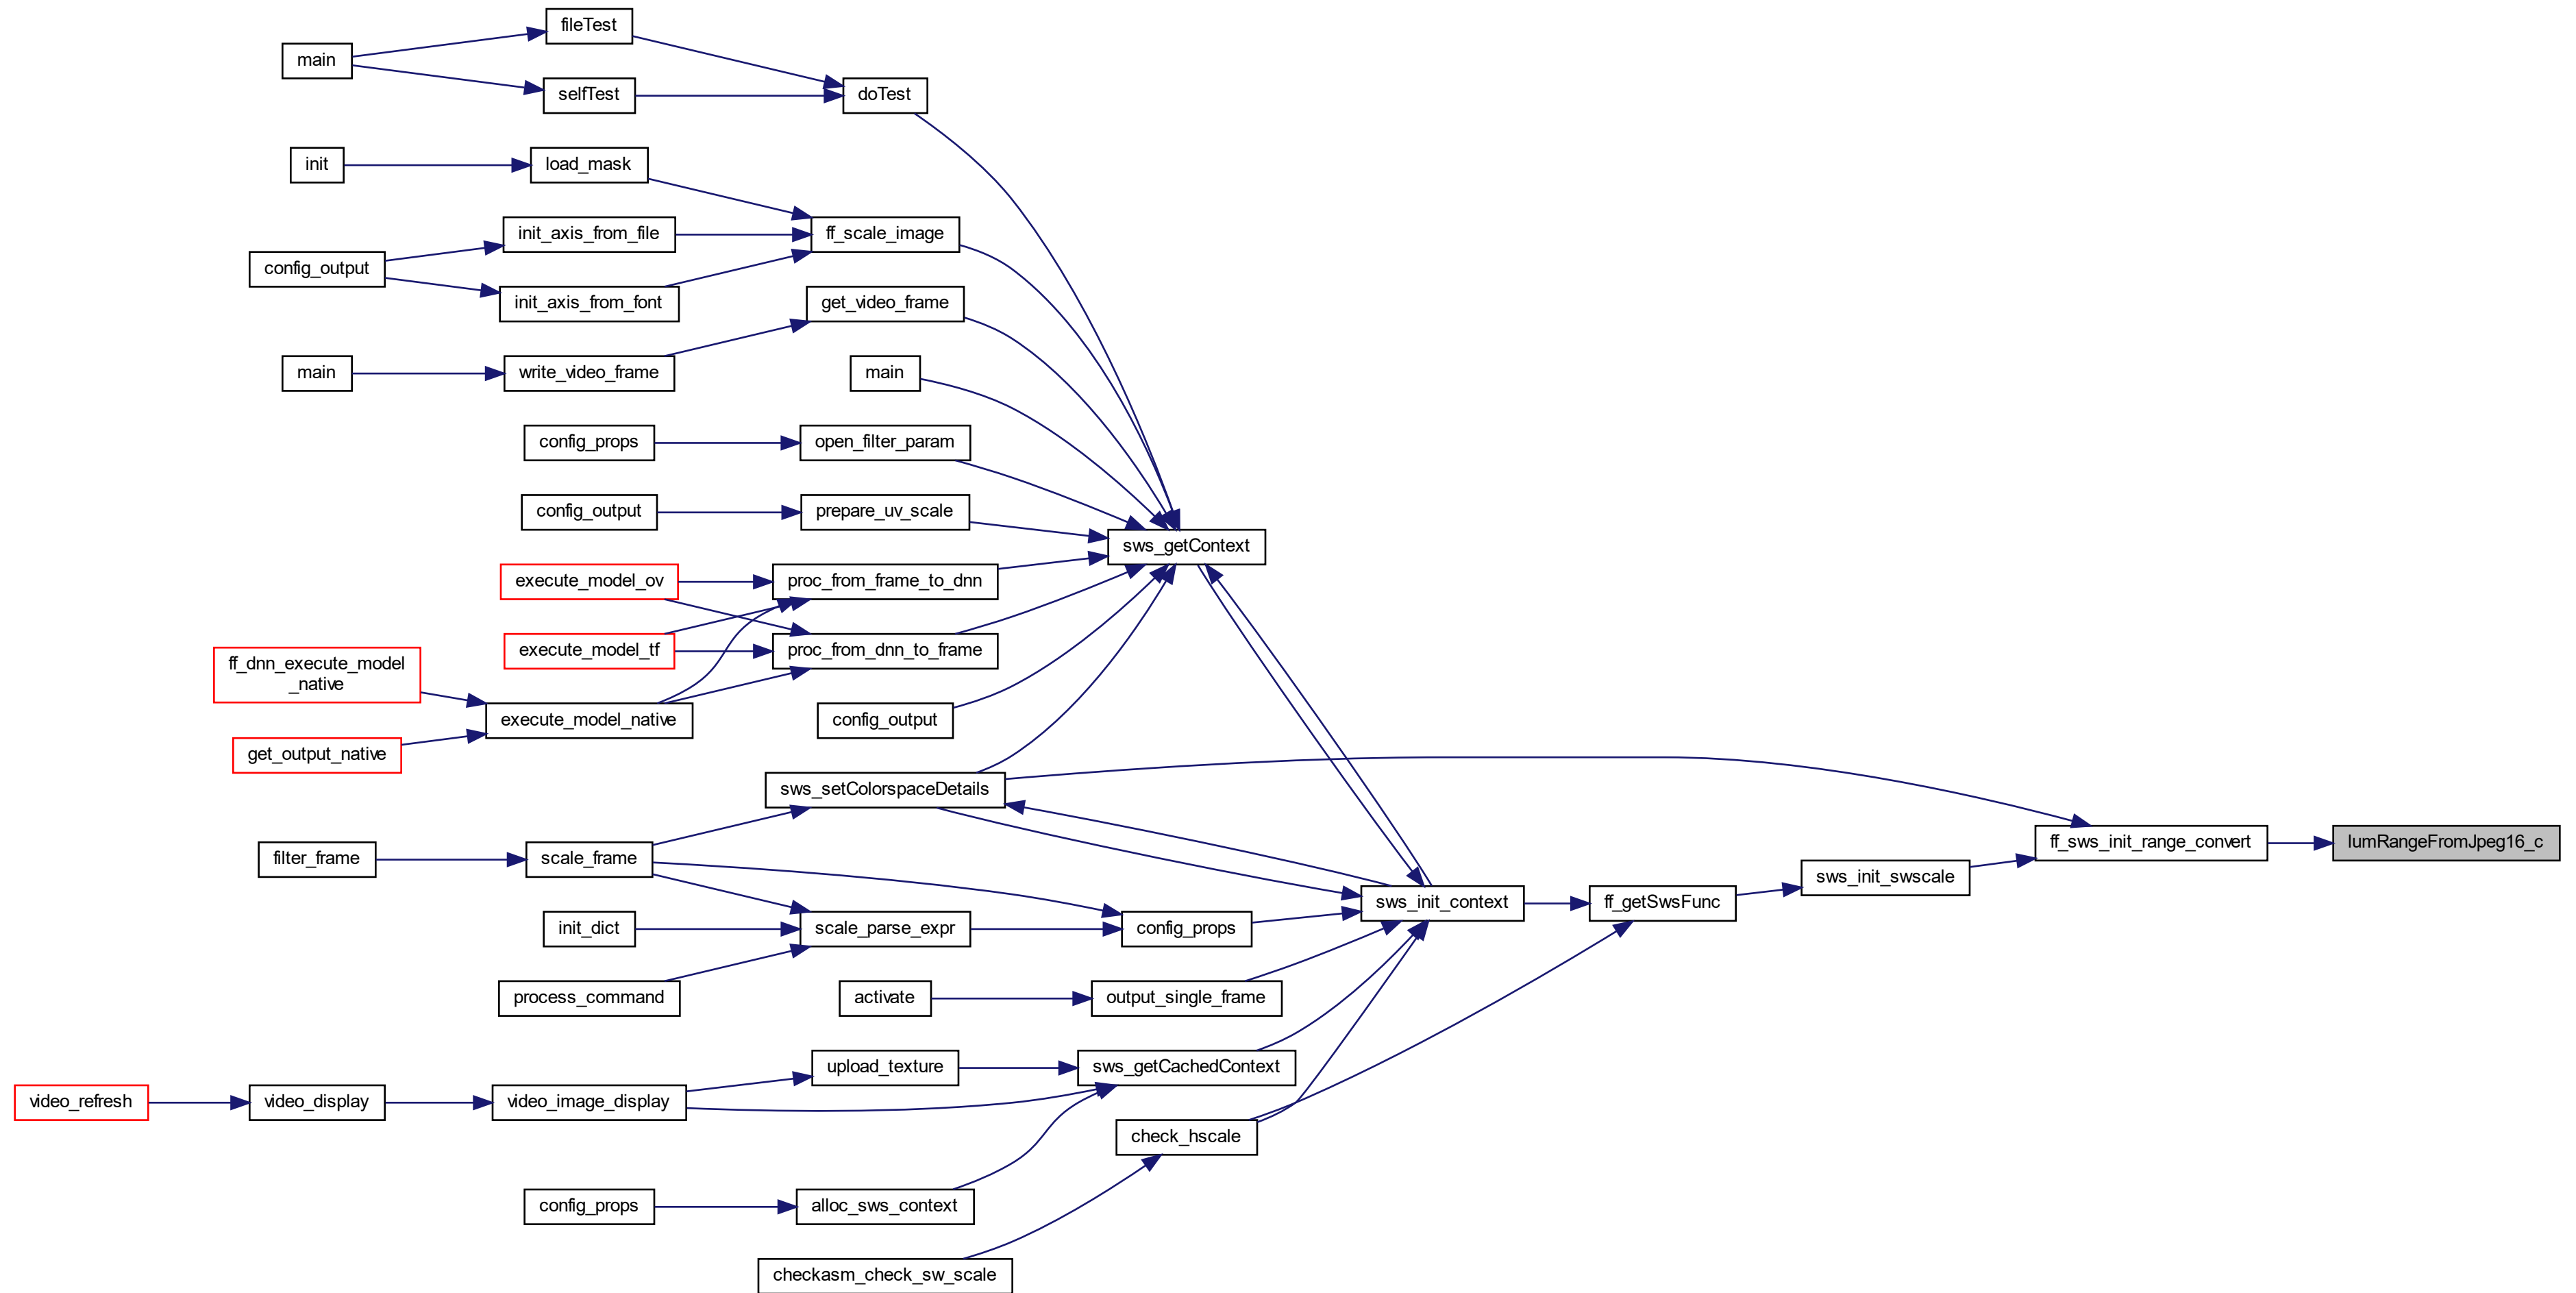 fileTest
main
selfTest
doTest
init
load_mask
init_axis_from_file
ff_scale_image
config_output
init_axis_from_font
get_video_frame
main
write_video_frame
main
config_props
open_filter_param
config_output
prepare_uv_scale
sws_getContext
execute_model_ov
proc_from_frame_to_dnn
execute_model_tf
proc_from_dnn_to_frame
ff_dnn_execute_model
_native
execute_model_native
config_output
get_output_native
sws_setColorspaceDetails
ff_sws_init_range_convert
lumRangeFromJpeg16_c
filter_frame
scale_frame
sws_init_swscale
sws_init_context
ff_getSwsFunc
init_dict
scale_parse_expr
config_props
process_command
activate
output_single_frame
upload_texture
sws_getCachedContext
video_refresh
video_display
video_image_display
check_hscale
config_props
alloc_sws_context
checkasm_check_sw_scale